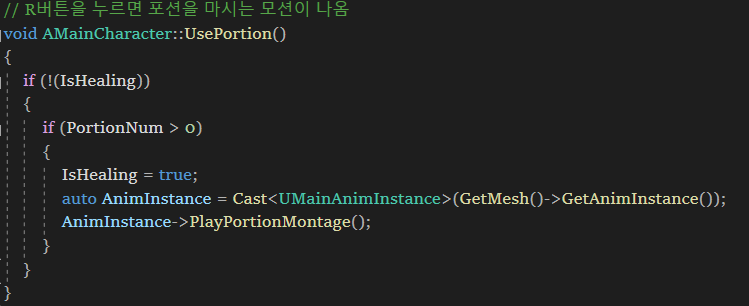 // R버튼을 누르면 포션을 마시는 모션이 나옴
void AMainCharacter::UsePortion()
{
if (!(IsHealing))
{
if (PortionNum > 0)
{
IsHealing = true;
auto AnimInstance = Cast<UMainAnimInstance>(GetMesh()->GetAnimInstance());
AnimInstance->PlayPortionMontage();
}
}
}